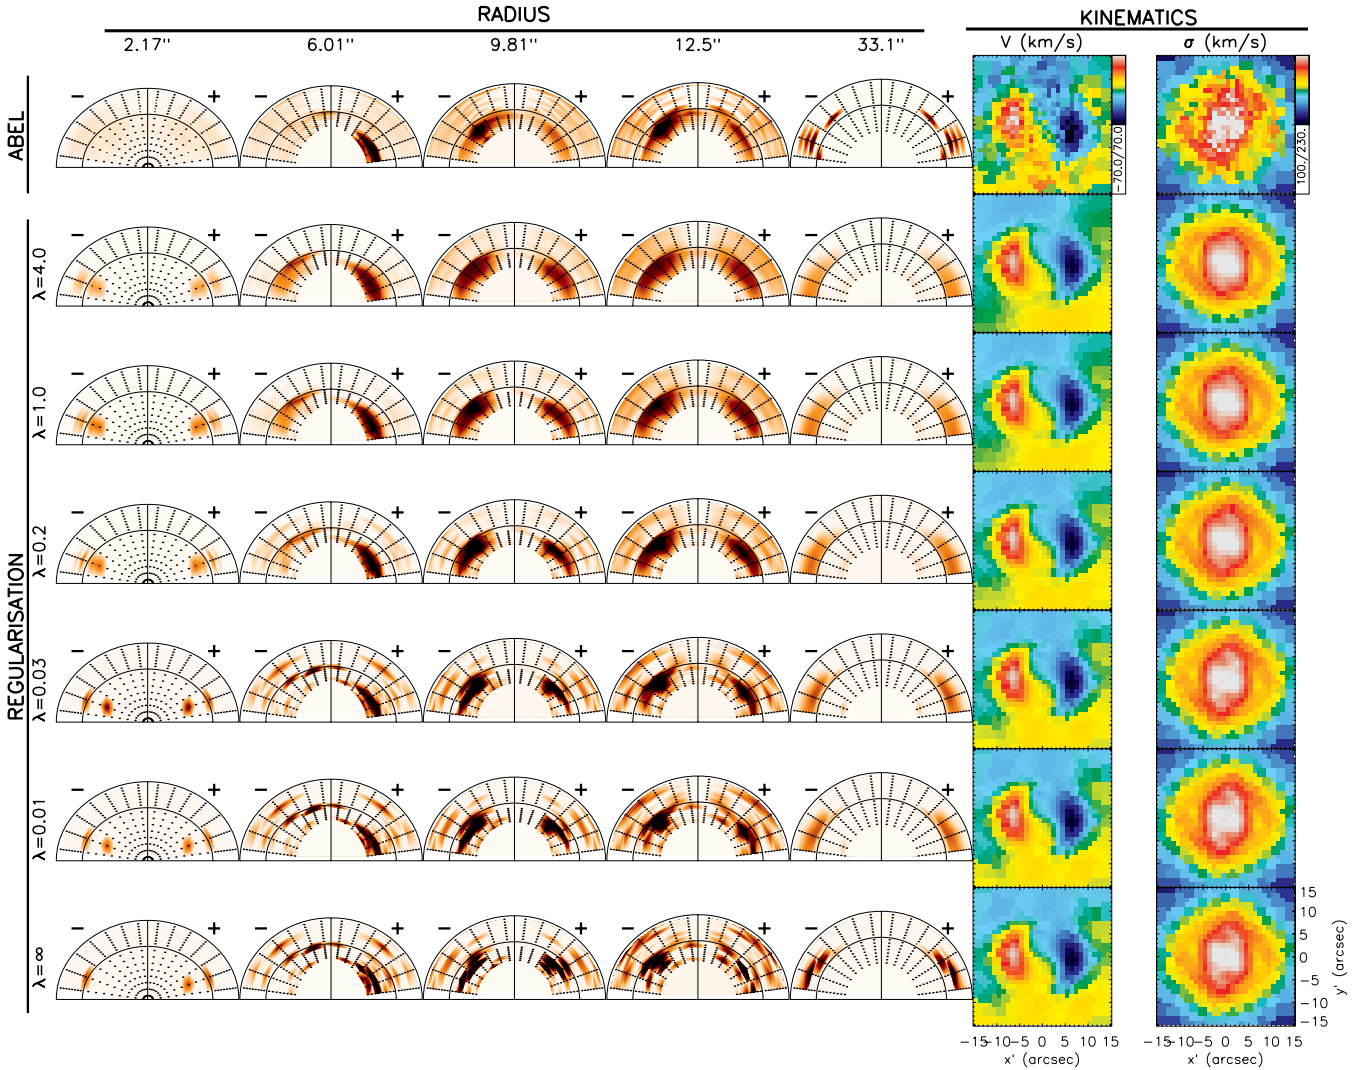 RADIUS
KINEMATICS
2.17" 6.01" 9.81" 12.5" 33.1" V (km/s) σ (km/s)
ABEL
− + − + − + − + − +
−70.0/70.0
100./230.
REGULARISATION
λ=4.0
− + − + − + − + − +
λ=1.0
− + − + − + − + − +
λ=0.2
− + − + − + − + − +
λ=0.03
− + − + − + − + − +
λ=0.01
− + − + − + − + − +
λ=∞
− + − + − + − + − +
15
10
5
0
−5
−10
−15
y' (arcsec)
−15 −10 −5 0 5 10 15 −15 −10 −5 0 5 10 15
x' (arcsec) x' (arcsec)